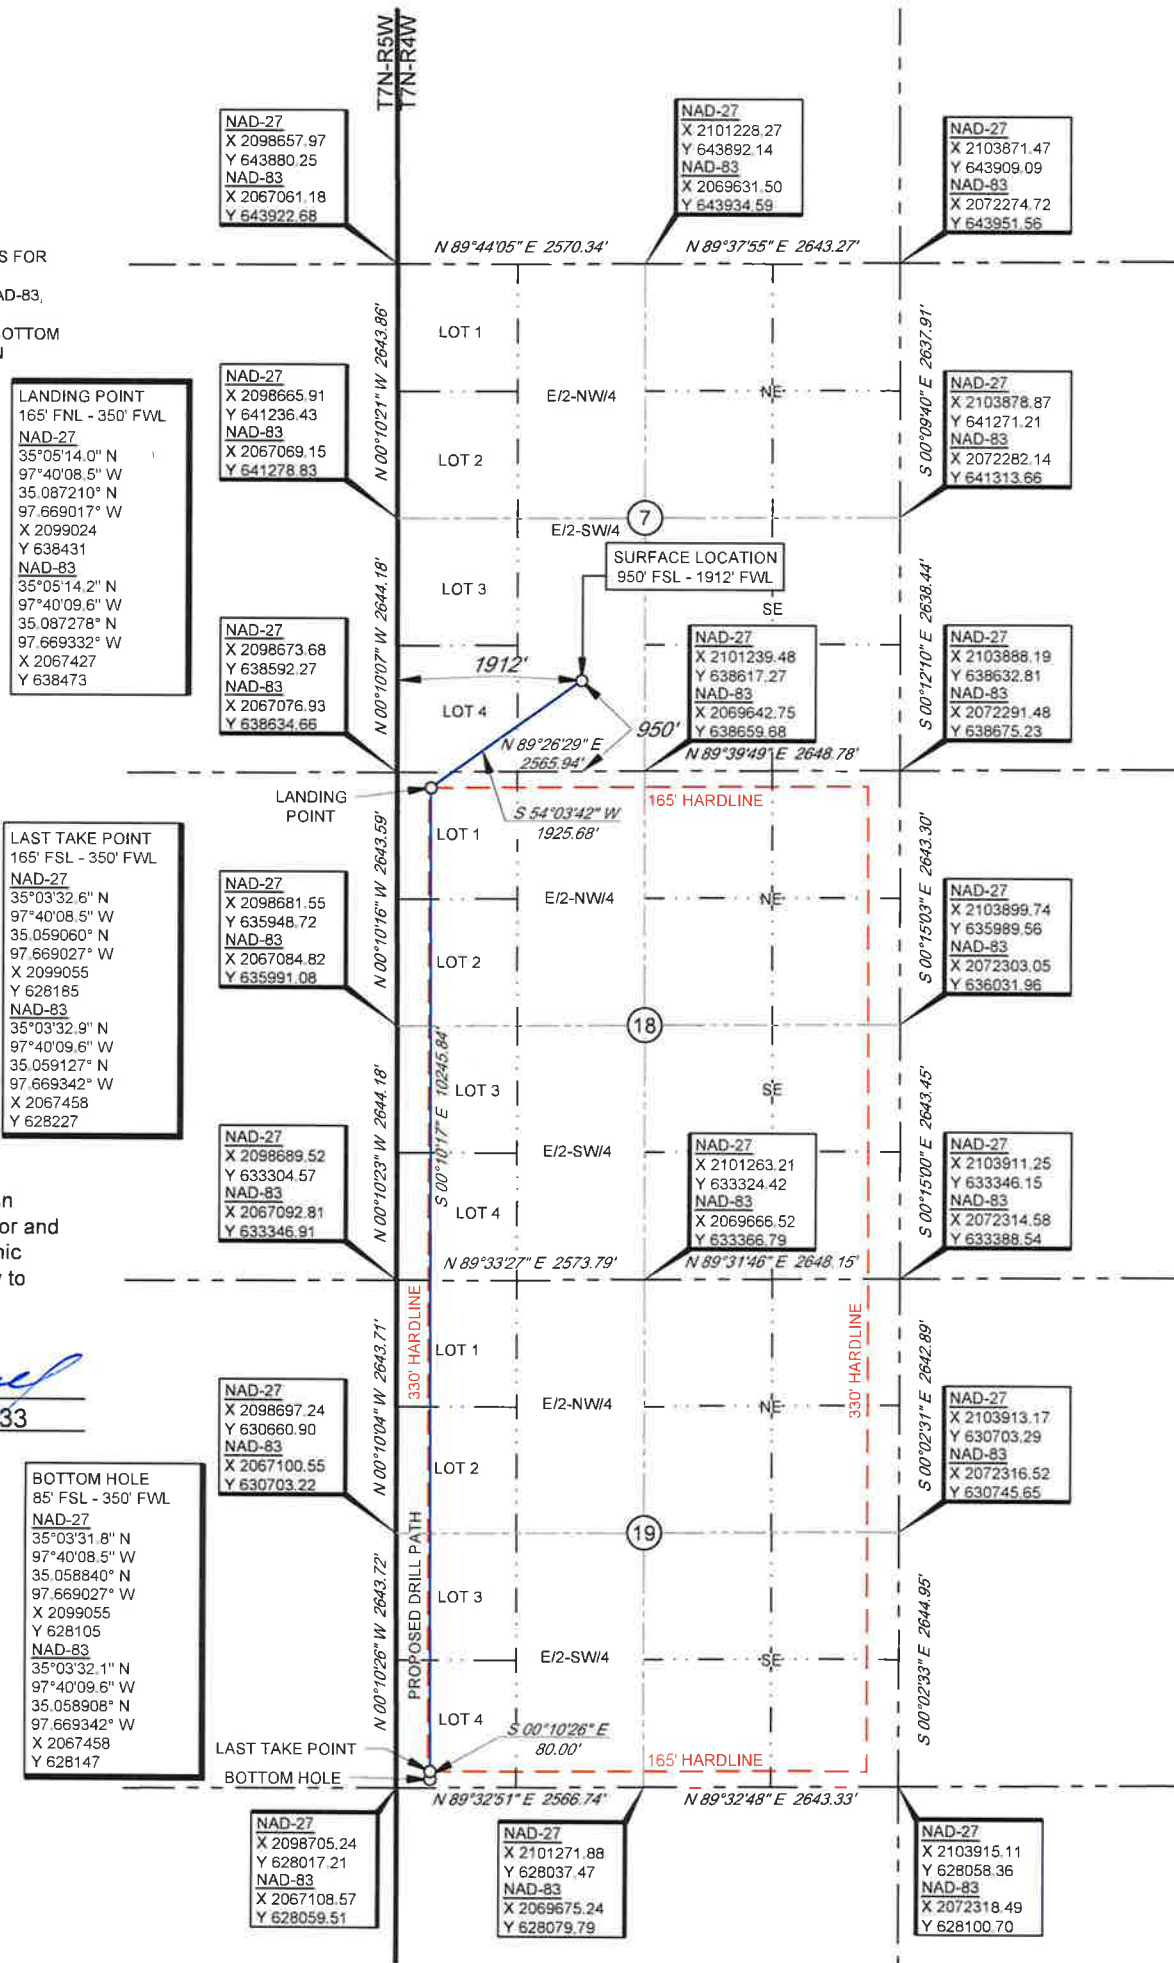 T7N-R5W
T7N-R4W
NAD-27
X 2098657.97
Y 643880.25
NAD-83
X 2067061.18
Y 643922.68
NAD-27
X 2101228.27
Y 643892.14
NAD-83
X 2069631.50
Y 643934.59
NAD-27
X 2103871.47
Y 643909.09
NAD-83
X 2072274.72
Y 643951.56
N 89°44'05" E 2570.34'
N 89°37'55" E 2643.27'
S FOR
AD-83,
BOTTOM
LANDING POINT
165' FNL - 350' FWL
NAD-27
35°05'14.0" N
97°40'08.5" W
35.087210° N
97.669017° W
X 2099024
Y 638431
NAD-83
35°05'14.2" N
97°40'09.6" W
35.087278° N
97.669332° W
X 2067427
Y 638473
N 00°10'21" W 2643.86'
LOT 1
E/2-NW/4
NE
LOT 2
S 00°09'40" E 2637.91'
NAD-27
X 2098665.91
Y 641236.43
NAD-83
X 2067069.15
Y 641278.83
NAD-27
X 2103878.87
Y 641271.21
NAD-83
X 2072282.14
Y 641313.66
7
E/2-SW/4
SURFACE LOCATION
950' FSL - 1912' FWL
LOT 3
SE
N 00°10'07" W 2644.18'
S 00°12'10" E 2638.44'
NAD-27
X 2098673.68
Y 638592.27
NAD-83
X 2067076.93
Y 638634.66
NAD-27
X 2101239.48
Y 638617.27
NAD-83
X 2069642.75
Y 638659.68
NAD-27
X 2103888.19
Y 638632.81
NAD-83
X 2072291.48
Y 638675.23
1912'
LOT 4
950'
N 89°26'29" E
2565.94'
N 89°39'49" E 2648.78'
LANDING
POINT
S 54°03'42" W
1925.68'
165' HARDLINE
LAST TAKE POINT
165' FSL - 350' FWL
NAD-27
35°03'32.6" N
97°40'08.5" W
35.059060° N
97.669027° W
X 2099055
Y 628185
NAD-83
35°03'32.9" N
97°40'09.6" W
35.059127° N
97.669342° W
X 2067458
Y 628227
N 00°10'16" W 2643.59'
LOT 1
E/2-NW/4
NE
LOT 2
S 00°15'03" E 2643.30'
NAD-27
X 2098681.55
Y 635948.72
NAD-83
X 2067084.82
Y 635991.08
NAD-27
X 2103899.74
Y 635989.56
NAD-83
X 2072303.05
Y 636031.96
18
S 00°10'17" E 10245.84'
LOT 3
SE
E/2-SW/4
LOT 4
N 00°10'23" W 2644.18'
S 00°15'00" E 2643.45'
NAD-27
X 2098689.52
Y 633304.57
NAD-83
X 2067092.81
Y 633346.91
NAD-27
X 2101263.21
Y 633324.42
NAD-83
X 2069666.52
Y 633366.79
NAD-27
X 2103911.25
Y 633346.15
NAD-83
X 2072314.58
Y 633388.54
or and
N 89°33'27" E 2573.79'
N 89°31'46" E 2648.15'
to
330' HARDLINE
330' HARDLINE
N 00°10'04" W 2643.71'
LOT 1
E/2-NW/4
NE
LOT 2
S 00°02'31" E 2642.89'
33
NAD-27
X 2098697.24
Y 630660.90
NAD-83
X 2067100.55
Y 630703.22
NAD-27
X 2103913.17
Y 630703.29
NAD-83
X 2072316.52
Y 630745.65
BOTTOM HOLE
85' FSL - 350' FWL
NAD-27
35°03'31.8" N
97°40'08.5" W
35.058840° N
97.669027° W
X 2099055
Y 628105
NAD-83
35°03'32.1" N
97°40'09.6" W
35.058908° N
97.669342° W
X 2067458
Y 628147
19
PROPOSED DRILL PATH
LOT 3
E/2-SW/4
SE
LOT 4
N 00°10'26" W 2643.72'
S 00°02'33" E 2644.95'
S 00°10'26" E
80.00'
165' HARDLINE
LAST TAKE POINT
BOTTOM HOLE
N 89°32'51" E 2566.74'
N 89°32'48" E 2643.33'
NAD-27
X 2098705.24
Y 628017.21
NAD-83
X 2067108.57
Y 628059.51
NAD-27
X 2101271.88
Y 628037.47
NAD-83
X 2069675.24
Y 628079.79
NAD-27
X 2103915.11
Y 628058.36
NAD-83
X 2072318.49
Y 628100.70